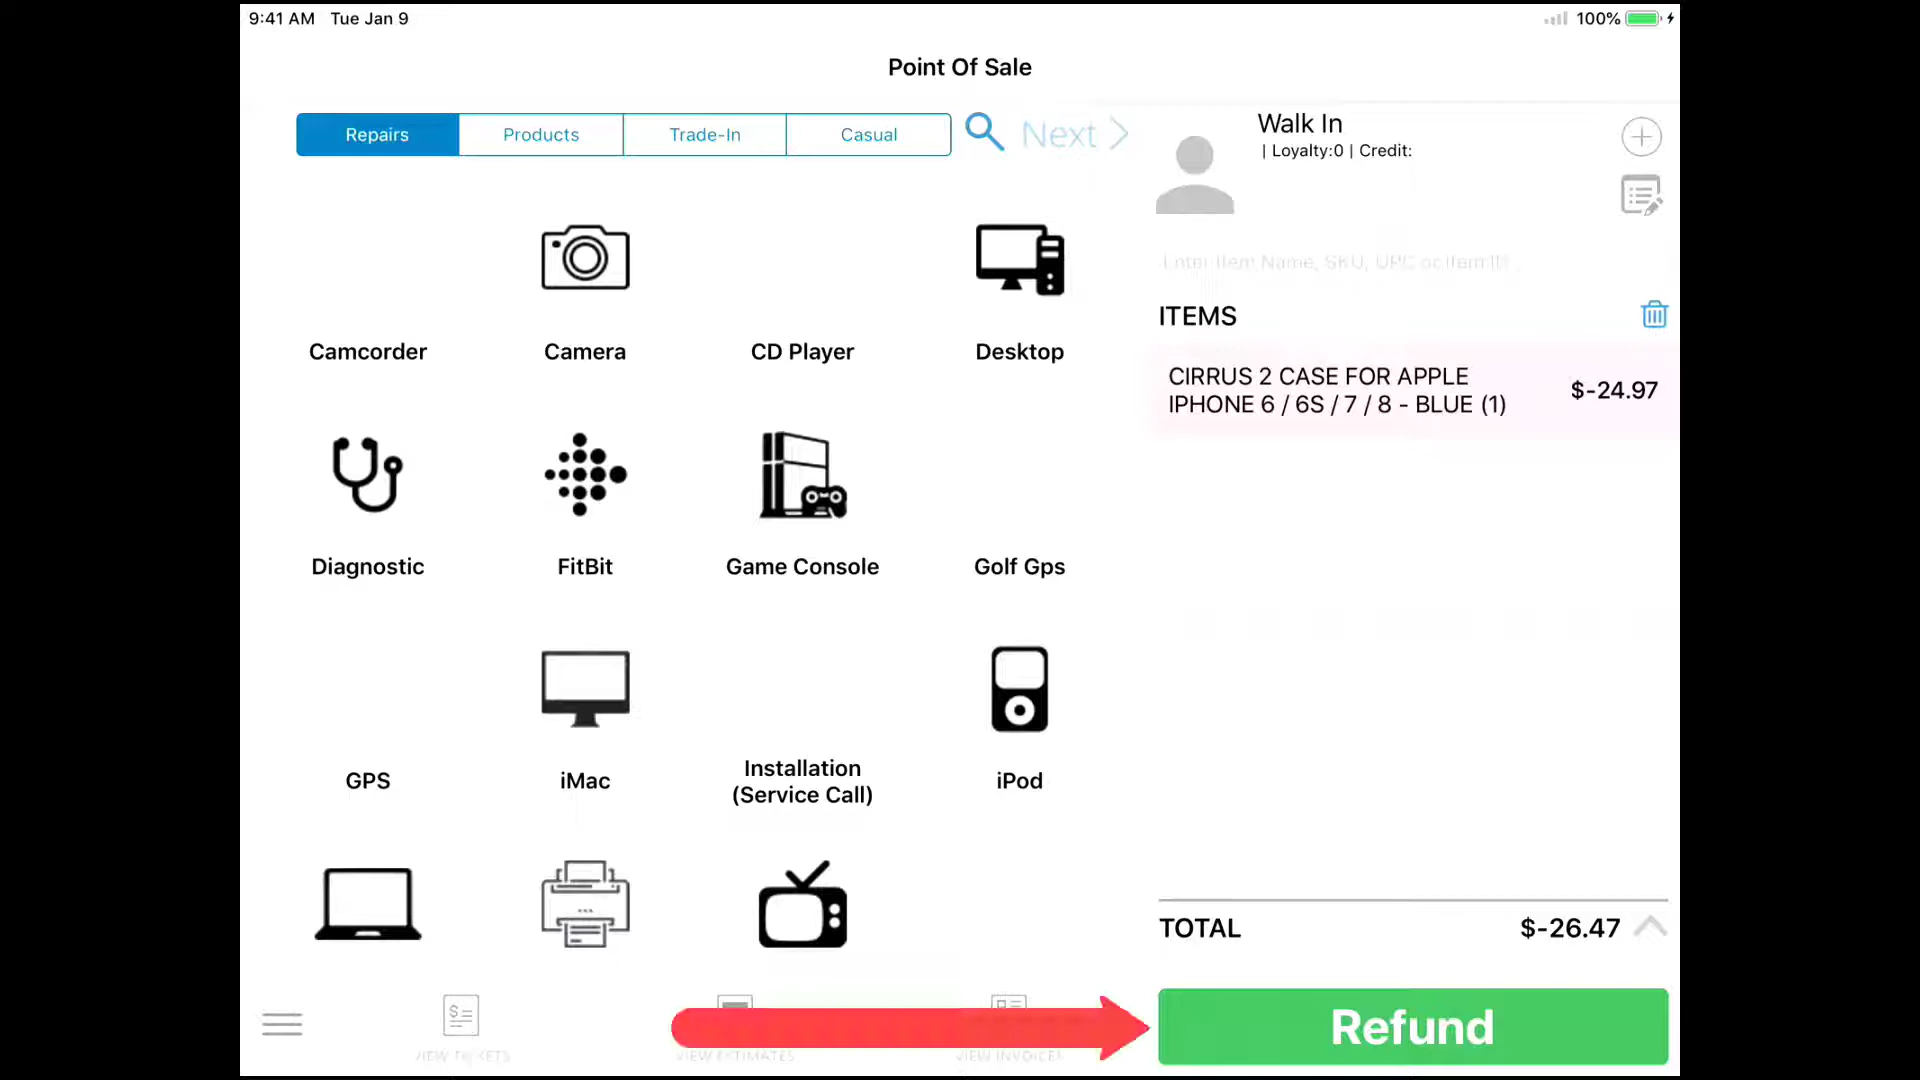 9:41 AM Tue Jan 9
100%
Point Of Sale
Repairs
Products
Trade-In
Casual
Next
Walk In
| Loyalty:0 | Credit:
Enter Item Name, SKU, UPC or Item ID
ITEMS
CIRRUS 2 CASE FOR APPLE
IPHONE 6 / 6S / 7 / 8 - BLUE (1)
$-24.97
Camcorder
Camera
CD Player
Desktop
Diagnostic
FitBit
Game Console
Golf Gps
GPS
iMac
Installation
(Service Call)
iPod
TOTAL
$-26.47
VIEW TICKETS
VIEW ESTIMATES
VIEW INVOICES
Refund